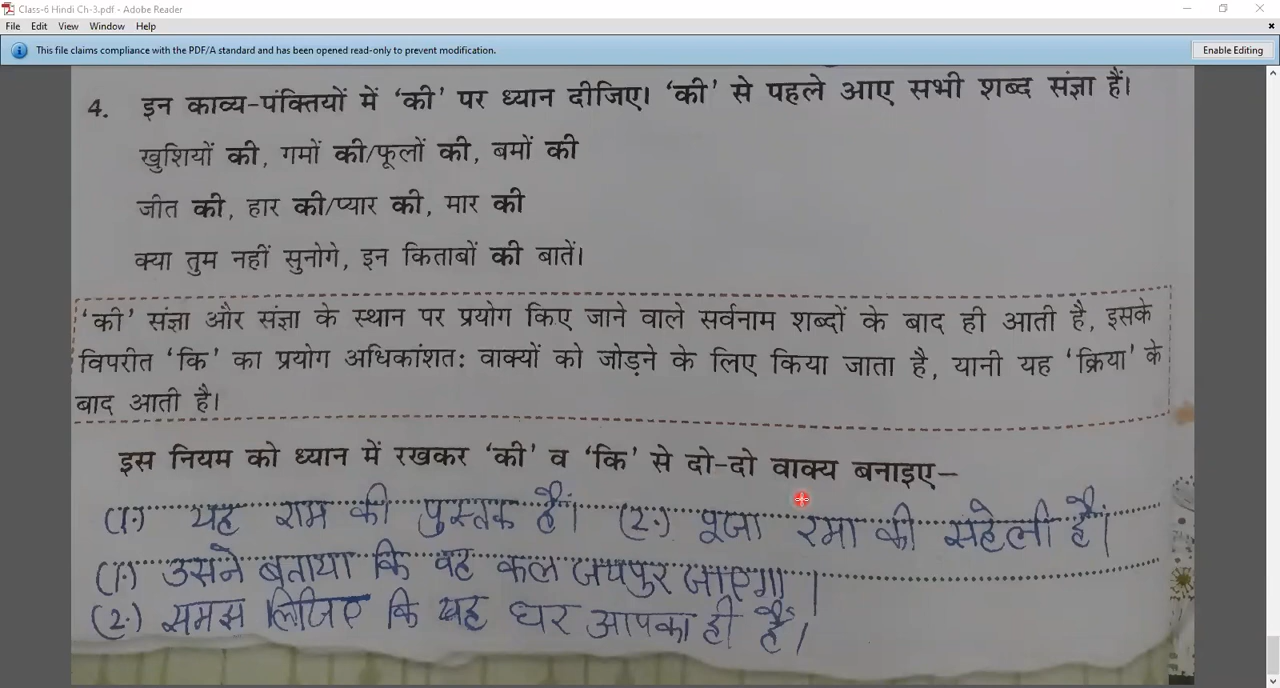 Class-6 Hindi Ch-3.pdf - Adobe Reader
File Edit View Window Help
This file claims compliance with the PDF/A standard and has been opened read-only to prevent modification.
Enable Editing
4. इन काव्य-पंक्तियों में 'की' पर ध्यान दीजिए। 'की' से पहले आए सभी शब्द संज्ञा हैं।
खुशियों की, गमों की/फूलों की, बमों की
जीत की, हार की/प्यार की, मार की
क्या तुम नहीं सुनोगे, इन किताबों की बातें।
'की' संज्ञा और संज्ञा के स्थान पर प्रयोग किए जाने वाले सर्वनाम शब्दों के बाद ही आती है, इसके
विपरीत 'कि' का प्रयोग अधिकांशत: वाक्यों को जोड़ने के लिए किया जाता है, यानी यह 'क्रिया' के
बाद आती है।
इस नियम को ध्यान में रखकर 'की' व 'कि' से दो-दो वाक्य बनाइए–
(1.) यह राम की पुस्तक हैं। (2.) पूजा रमा की सहेली हैं।
(1.) उसने बताया कि वह कल जयपुर जाएगा।
(2.) समझ लिजिए कि यह घर आपका ही हैं।